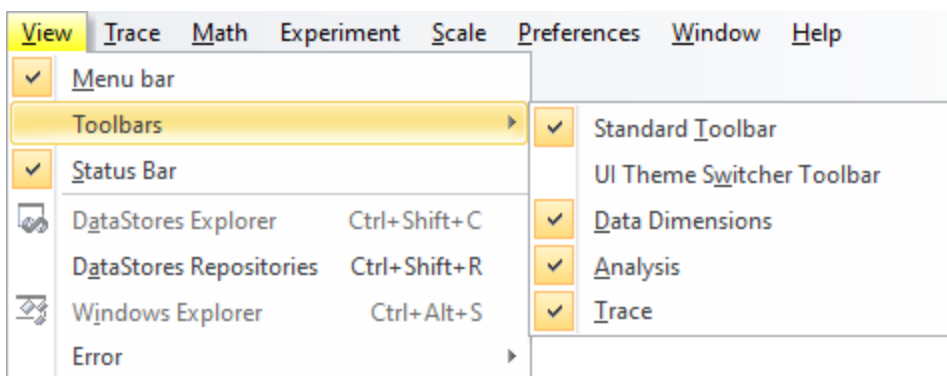 View Trace Math Experiment Scale Preferences Window Help
Menu bar
Toolbars
Status Bar
DataStores Explorer Ctrl+Shift+C
DataStores Repositories Ctrl+Shift+R
Windows Explorer Ctrl+Alt+S
Error
Standard Toolbar
UI Theme Switcher Toolbar
Data Dimensions
Analysis
Trace